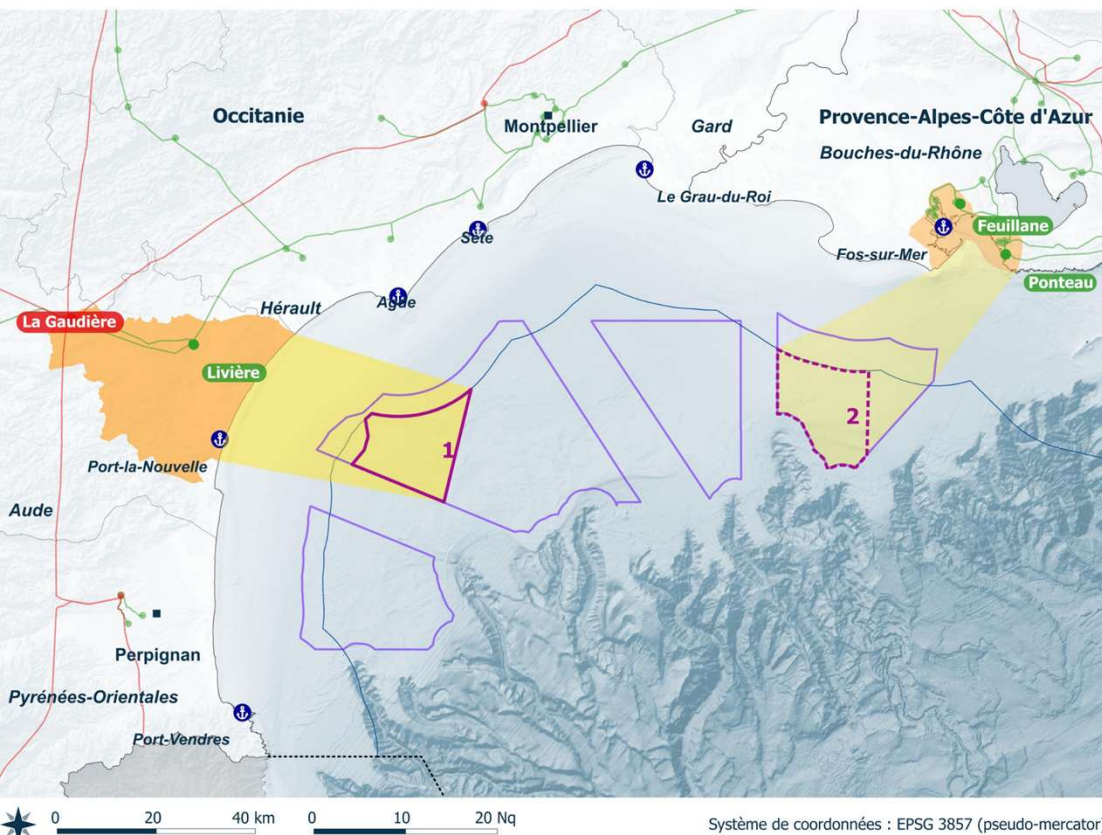 Occitanie
Montpellier
Gard
Provence-Alpes-Côte d'Azur
Bouches-du-Rhône
Le Grau-du-Roi
Sète
Feuillane
Fos-sur-Mer
Ponteau
Agde
Hérault
La Gaudière
Livière
1
2
Port-la-Nouvelle
Aude
Perpignan
Pyrénées-Orientales
Port-Vendres
0 20 40 km 0 10 20 Nq
Système de coordonnées : EPSG 3857 (pseudo-mercator)